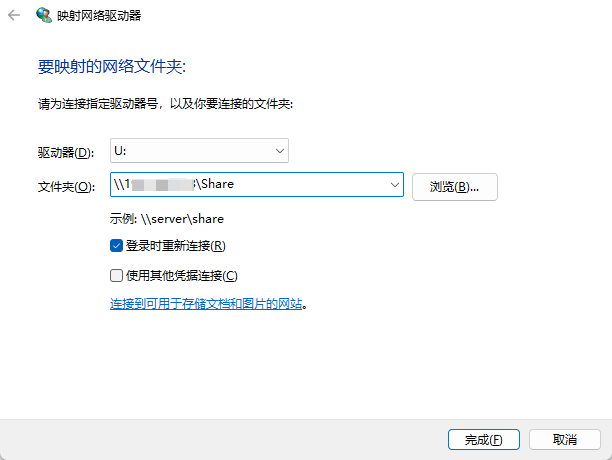 映射网络驱动器
要映射的网络文件夹:
请为连接指定驱动器号，以及你要连接的文件夹:
驱动器(D): U:
文件夹(O): \\1 \Share 浏览(B)...
示例: \\server\share
登录时重新连接(R)
使用其他凭据连接(C)
连接到可用于存储文档和图片的网站。
完成(F) 取消